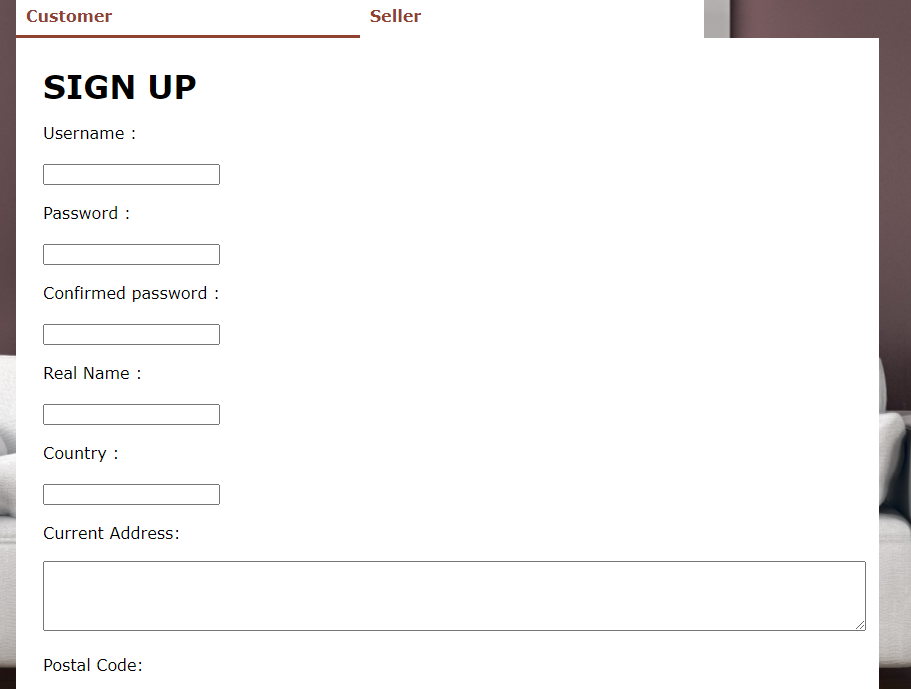 Customer Seller
SIGN UP
Username :
Password :
Confirmed password :
Real Name :
Country :
Current Address:
Postal Code: